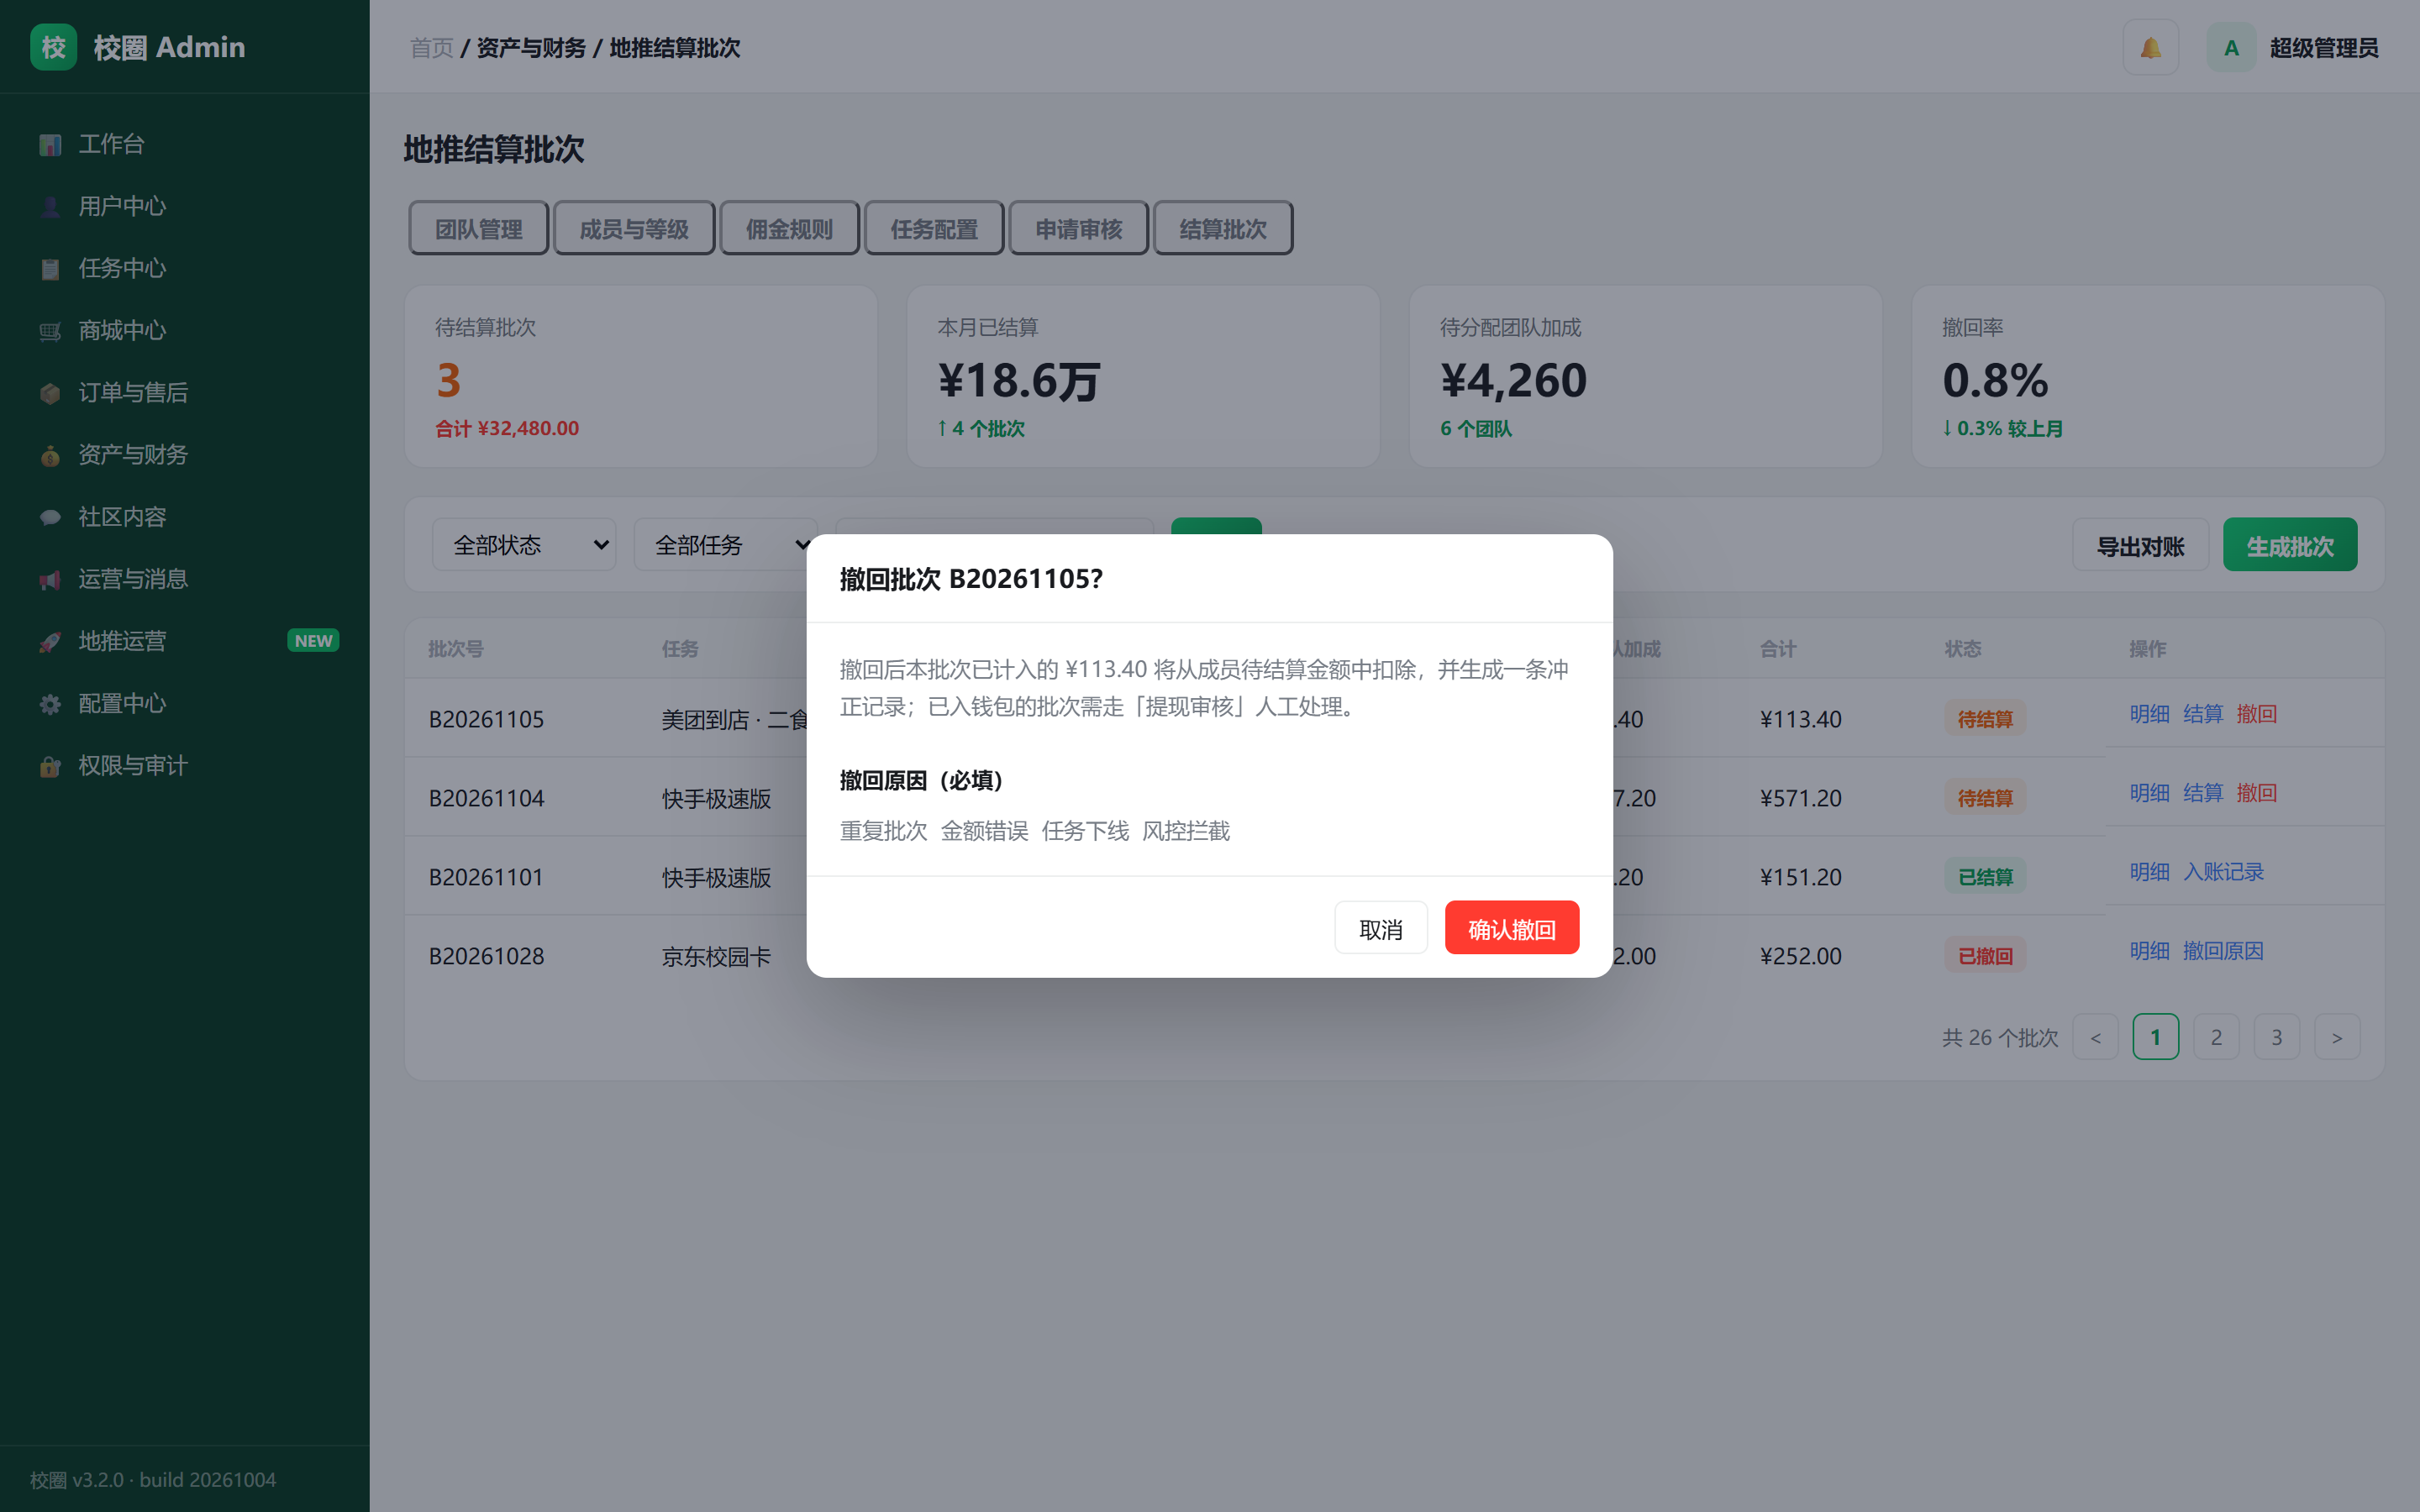 校 校圈 Admin
工作台
用户中心
任务中心
商城中心
订单与售后
资产与财务
社区内容
运营与消息
地推运营 NEW
配置中心
权限与审计
校圈 v3.2.0 · build 20261004
首页 / 资产与财务 / 地推结算批次
A 超级管理员
地推结算批次
团队管理 成员与等级 佣金规则 任务配置 申请审核 结算批次
待结算批次
3
合计 ¥32,480.00
本月已结算
¥18.6万
↑ 4 个批次
待分配团队加成
¥4,260
6 个团队
撤回率
0.8%
↓ 0.3% 较上月
全部状态 全部任务 导出对账 生成批次
批次号 任务 加成 合计 状态 操作
B20261105 美团到店 · 二食 .40 ¥113.40 待结算 明细 结算 撤回
B20261104 快手极速版 7.20 ¥571.20 待结算 明细 结算 撤回
B20261101 快手极速版 .20 ¥151.20 已结算 明细 入账记录
B20261028 京东校园卡 2.00 ¥252.00 已撤回 明细 撤回原因
共 26 个批次 < 1 2 3 >
撤回批次 B20261105?
撤回后本批次已计入的 ¥113.40 将从成员待结算金额中扣除，并生成一条冲
正记录；已入钱包的批次需走「提现审核」人工处理。
撤回原因（必填）
重复批次 金额错误 任务下线 风控拦截
取消 确认撤回